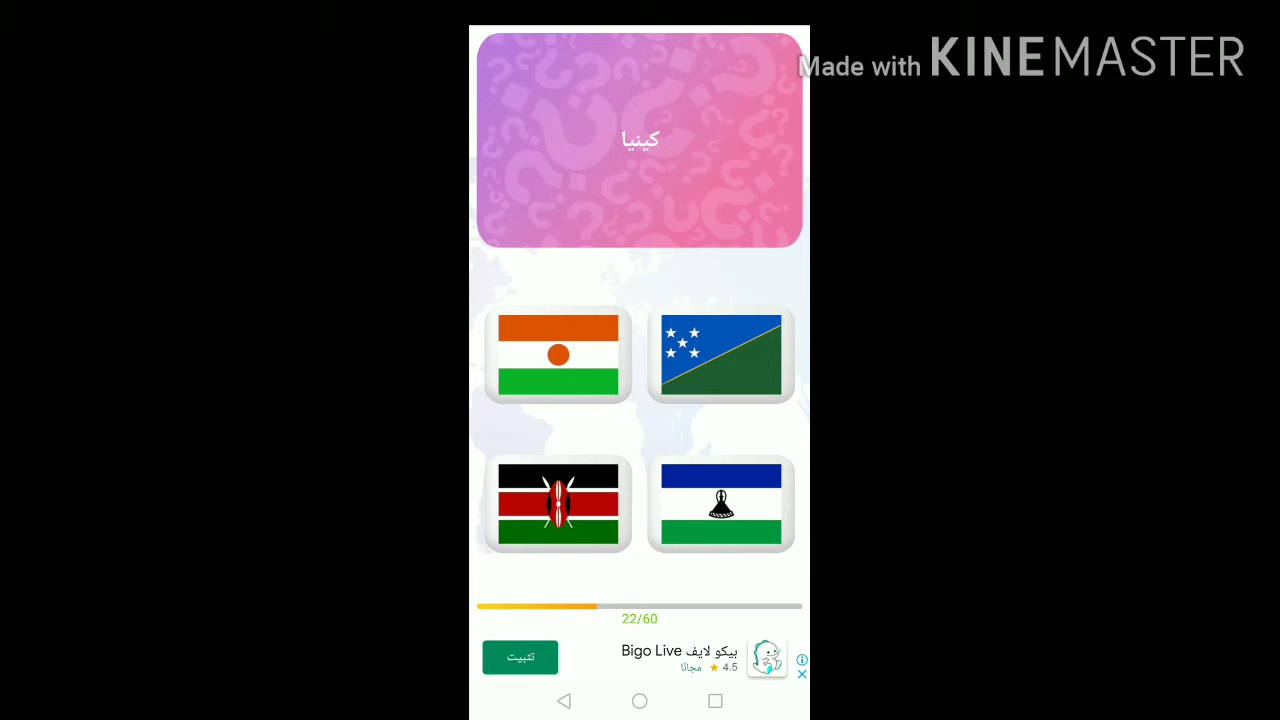 Made with KINEMASTER
كينيا
22/60
بيكو لايف Bigo Live
4.5 ★ مجانًا
تثبيت